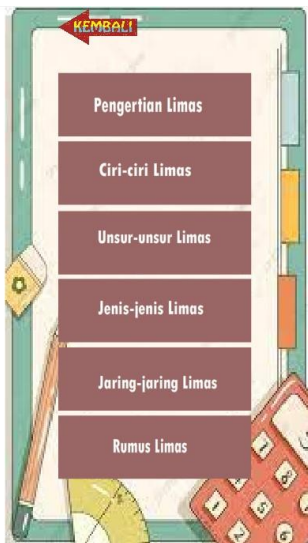 KEMBALI
Pengertian Limas
Ciri-ciri Limas
Unsur-unsur Limas
Jenis-jenis Limas
Jaring-jaring Limas
Rumus Limas